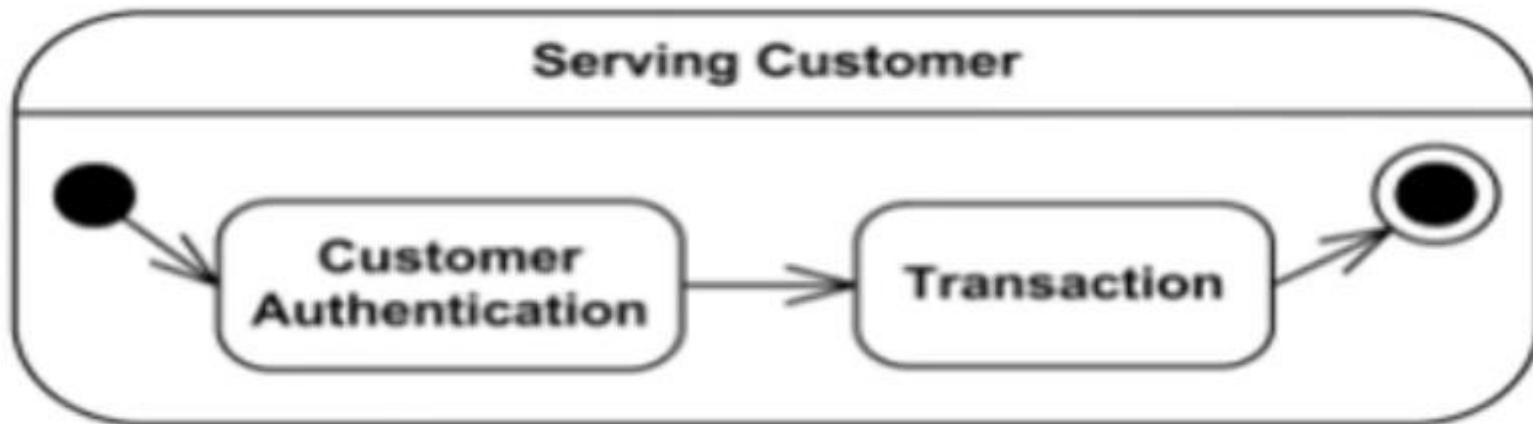 Serving Customer
Customer
Authentication
Transaction